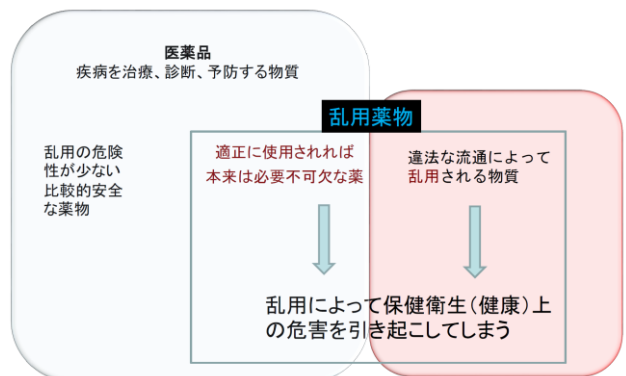 医薬品
疾病を治療、診断、予防する物質
乱用薬物
乱用の危険
性が少ない
比較的安全
な薬物
適正に使用されれば
本来は必要不可欠な薬
違法な流通によって
乱用される物質
乱用によって保健衛生(健康)上
の危害を引き起こしてしまう